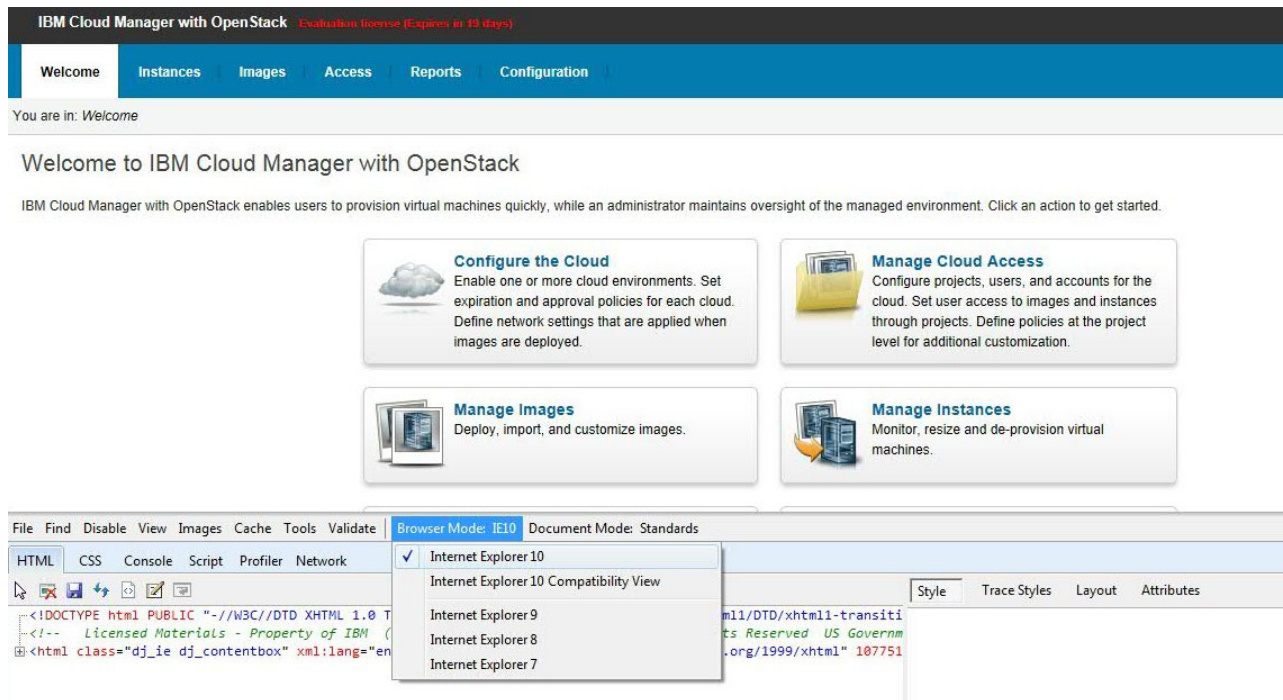 IBM Cloud Manager with OpenStack Evaluation license (Expires in 19 days)
Welcome Instances Images Access Reports Configuration
You are in: Welcome
Welcome to IBM Cloud Manager with OpenStack
IBM Cloud Manager with OpenStack enables users to provision virtual machines quickly, while an administrator maintains oversight of the managed environment. Click an action to get started.
Configure the Cloud
Enable one or more cloud environments. Set
expiration and approval policies for each cloud.
Define network settings that are applied when
images are deployed.
Manage Cloud Access
Configure projects, users, and accounts for the
cloud. Set user access to images and instances
through projects. Define policies at the project
level for additional customization.
Manage Images
Deploy, import, and customize images.
Manage Instances
Monitor, resize and de-provision virtual
machines.
File Find Disable View Images Cache Tools Validate Browser Mode: IE10 Document Mode: Standards
HTML CSS Console Script Profiler Network
Internet Explorer 10
Internet Explorer 10 Compatibility View
Internet Explorer 9
Internet Explorer 8
Internet Explorer 7
Style Trace Styles Layout Attributes
<!DOCTYPE html PUBLIC "-//W3C//DTD XHTML 1.0 T ml1/DTD/xhtml1-transiti
<!-- Licensed Materials - Property of IBM ( ts Reserved US Governm
<html class="dj_ie dj_contentbox" xml:lang="en .org/1999/xhtml" 107751